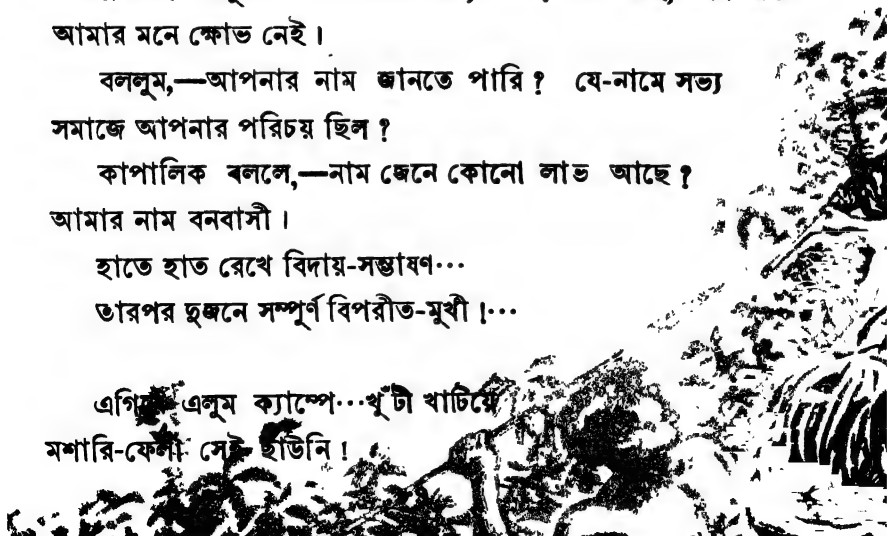 আমার মনে ক্ষোভ নেই।
বললুম,—আপনার নাম জানতে পারি? যে-নামে সভ্য
সমাজে আপনার পরিচয় ছিল?
কাপালিক বললে,—নাম জেনে কোনো লাভ আছে?
আমার নাম বনবাসী।
হাতে হাত রেখে বিদায়-সম্ভাষণ···
তারপর দুজনে সম্পূর্ণ বিপরীত-মুখী।···
এগিয়ে এলুম ক্যাম্পে···খুঁটী খাটিয়ে
মশারি-ফেলা সেই ছাউনি!